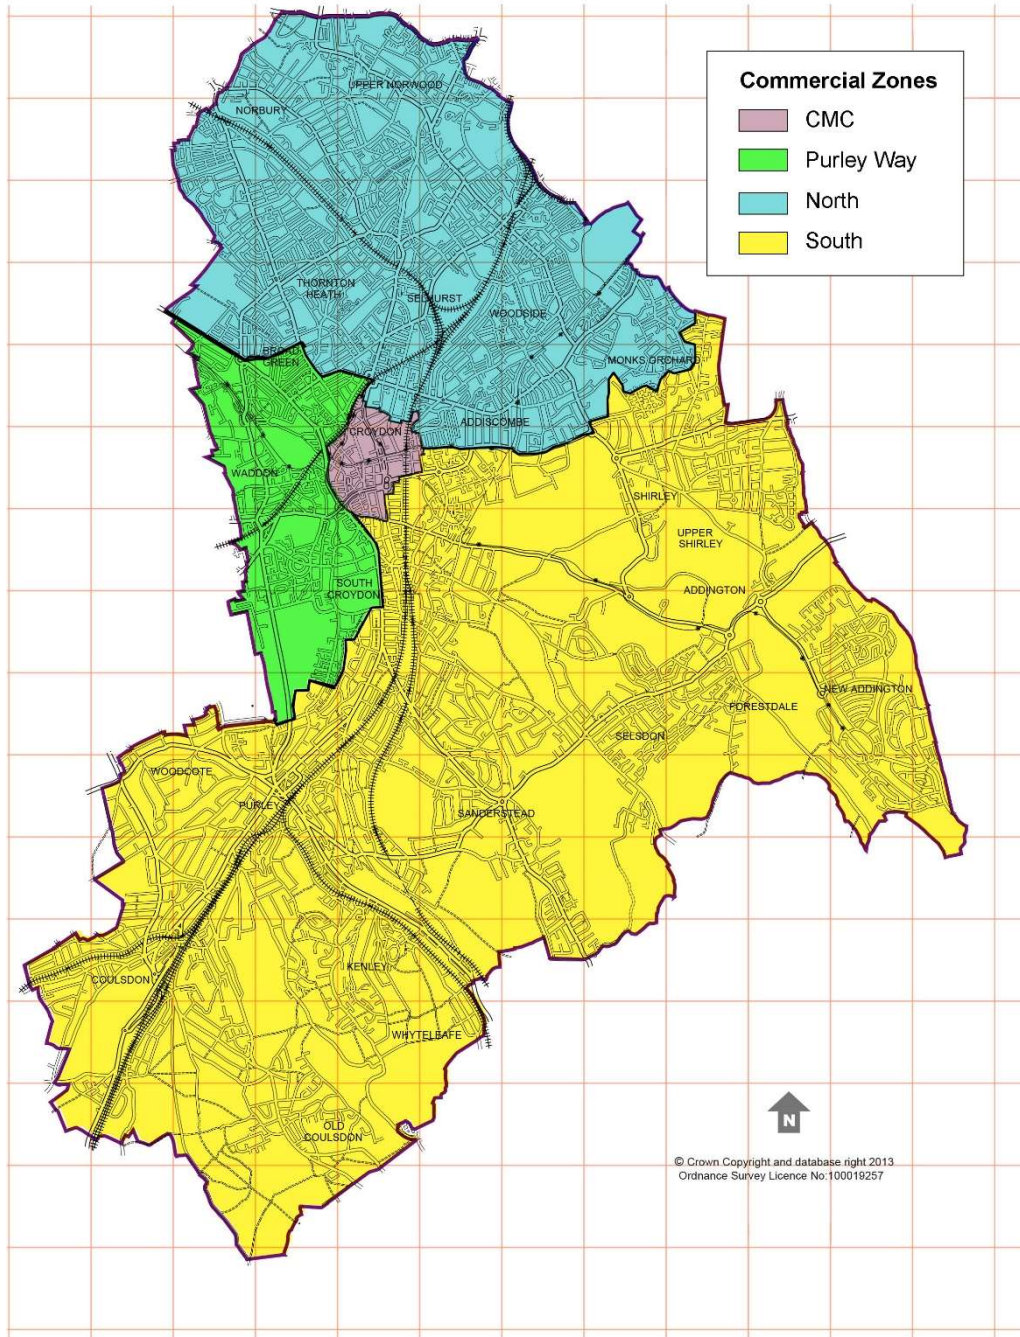 Commercial Zones
CMC
Purley Way
North
South
UPPER NORWOOD
NORBURY
THORNTON
HEATH
SELHURST
WOODSIDE
BROAD
GREEN
MONKS ORCHARD
ADDISCOMBE
CROYDON
WADDON
SHIRLEY
UPPER
SHIRLEY
SOUTH
CROYDON
ADDINGTON
NEW ADDINGTON
FORESTDALE
SELSDON
WOODCOTE
PURLEY
SANDERSTEAD
KENLEY
COULSDON
WHYTELEAFE
OLD
COULSDON
N
© Crown Copyright and database right 2013
Ordnance Survey Licence No:100019257